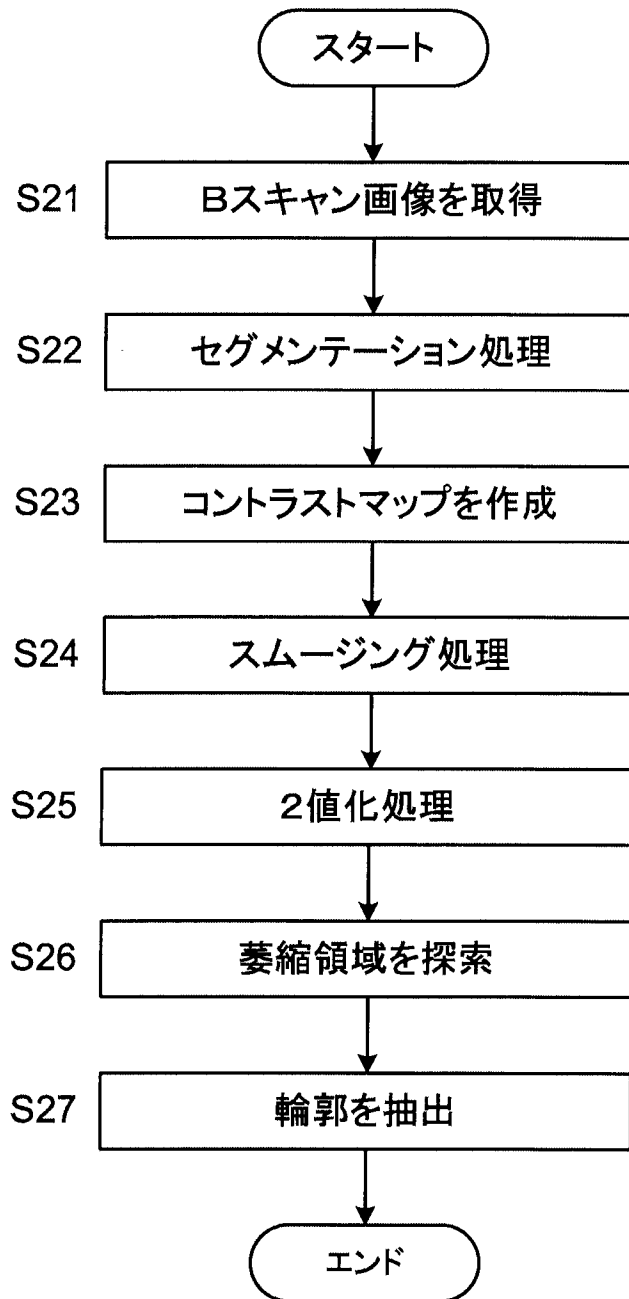 スタート
S21 Bスキャン画像を取得
S22 セグメンテーション処理
S23 コントラストマップを作成
S24 スムージング処理
S25 2値化処理
S26 萎縮領域を探索
S27 輪郭を抽出
エンド